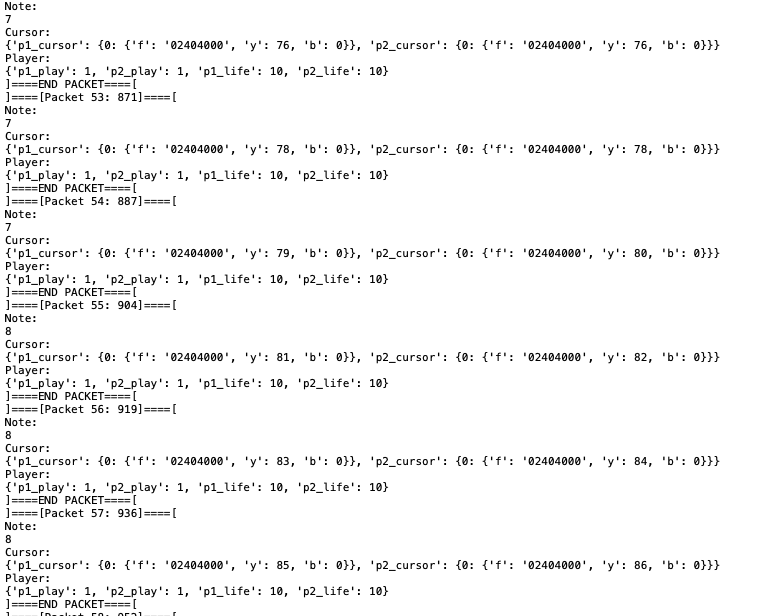 Note:
7
Cursor:
{'p1_cursor': {0: {'f': '02404000', 'y': 76, 'b': 0}}, 'p2_cursor': {0: {'f': '02404000', 'y': 76, 'b': 0}}}
Player:
{'p1_play': 1, 'p2_play': 1, 'p1_life': 10, 'p2_life': 10}
]====END PACKET====[
]====[Packet 53: 871]====[
Note:
7
Cursor:
{'p1_cursor': {0: {'f': '02404000', 'y': 78, 'b': 0}}, 'p2_cursor': {0: {'f': '02404000', 'y': 78, 'b': 0}}}
Player:
{'p1_play': 1, 'p2_play': 1, 'p1_life': 10, 'p2_life': 10}
]====END PACKET====[
]====[Packet 54: 887]====[
Note:
7
Cursor:
{'p1_cursor': {0: {'f': '02404000', 'y': 79, 'b': 0}}, 'p2_cursor': {0: {'f': '02404000', 'y': 80, 'b': 0}}}
Player:
{'p1_play': 1, 'p2_play': 1, 'p1_life': 10, 'p2_life': 10}
]====END PACKET====[
]====[Packet 55: 904]====[
Note:
8
Cursor:
{'p1_cursor': {0: {'f': '02404000', 'y': 81, 'b': 0}}, 'p2_cursor': {0: {'f': '02404000', 'y': 82, 'b': 0}}}
Player:
{'p1_play': 1, 'p2_play': 1, 'p1_life': 10, 'p2_life': 10}
]====END PACKET====[
]====[Packet 56: 919]====[
Note:
8
Cursor:
{'p1_cursor': {0: {'f': '02404000', 'y': 83, 'b': 0}}, 'p2_cursor': {0: {'f': '02404000', 'y': 84, 'b': 0}}}
Player:
{'p1_play': 1, 'p2_play': 1, 'p1_life': 10, 'p2_life': 10}
]====END PACKET====[
]====[Packet 57: 936]====[
Note:
8
Cursor:
{'p1_cursor': {0: {'f': '02404000', 'y': 85, 'b': 0}}, 'p2_cursor': {0: {'f': '02404000', 'y': 86, 'b': 0}}}
Player:
{'p1_play': 1, 'p2_play': 1, 'p1_life': 10, 'p2_life': 10}
]====END PACKET====[